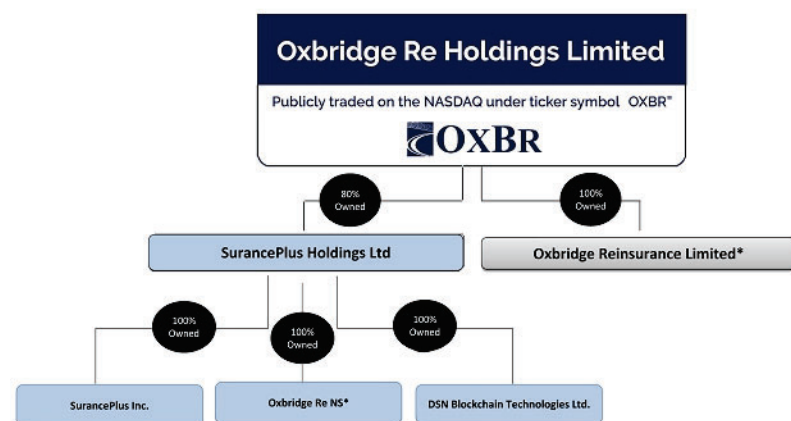 Oxbridge Re Holdings Limited
Publicly traded on the NASDAQ under ticker symbol OXBR"
OXBR
80%
Owned
100%
Owned
SurancePlus Holdings Ltd
Oxbridge Reinsurance Limited*
100%
Owned
100%
Owned
100%
Owned
SurancePlus Inc.
Oxbridge Re NS*
DSN Blockchain Technologies Ltd.